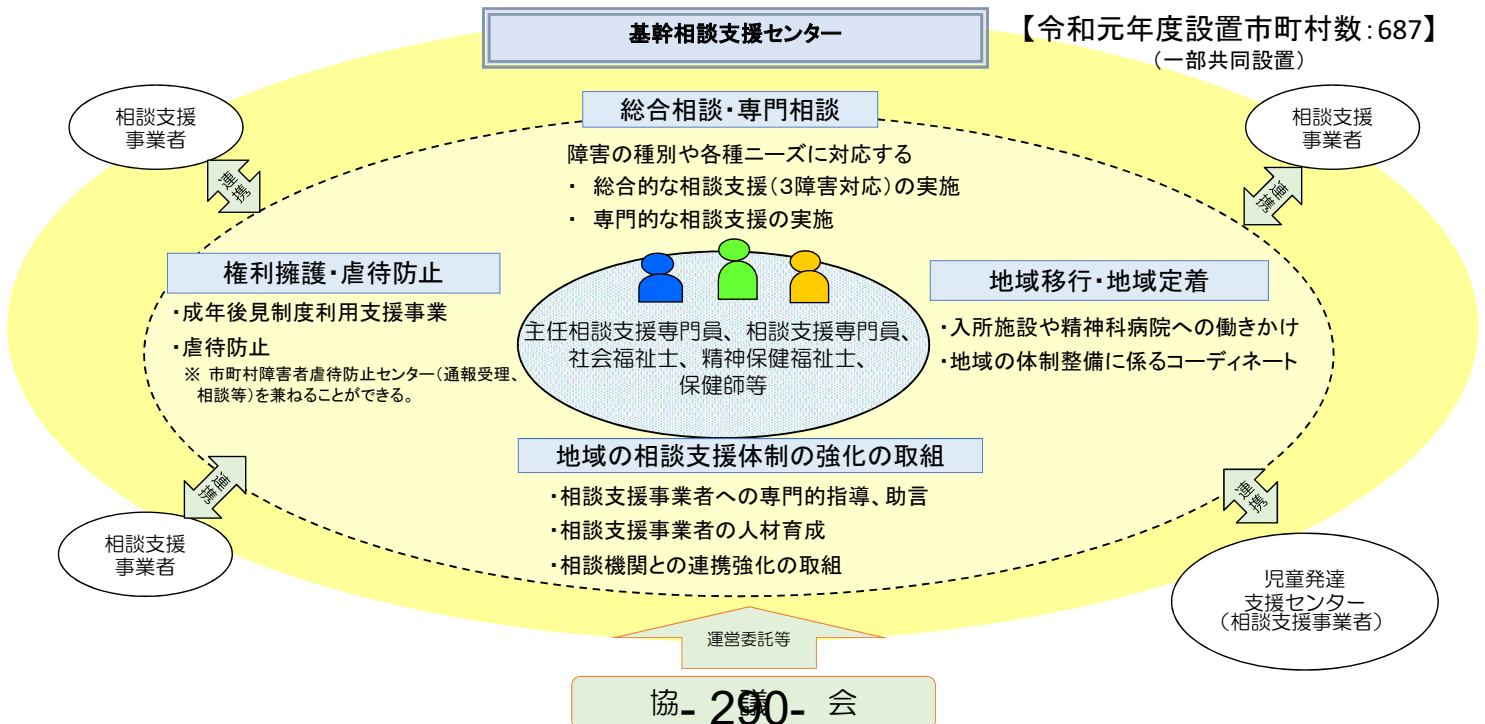 基幹相談支援センター
【令和元年度設置市町村数:687】
（一部共同設置）
相談支援
事業者
連携
総合相談・専門相談
障害の種別や各種ニーズに対応する
・ 総合的な相談支援(3障害対応)の実施
・ 専門的な相談支援の実施
相談支援
事業者
連携
権利擁護・虐待防止
・成年後見制度利用支援事業
・虐待防止
※ 市町村障害者虐待防止センター(通報受理、
相談等)を兼ねることができる。
主任相談支援専門員、相談支援専門員、
社会福祉士、精神保健福祉士、
保健師等
地域移行・地域定着
・入所施設や精神科病院への働きかけ
・地域の体制整備に係るコーディネート
地域の相談支援体制の強化の取組
・相談支援事業者への専門的指導、助言
・相談支援事業者の人材育成
・相談機関との連携強化の取組
連携
相談支援
事業者
連携
児童発達
支援センター
（相談支援事業者）
運営委託等
協 議 会
- 290-